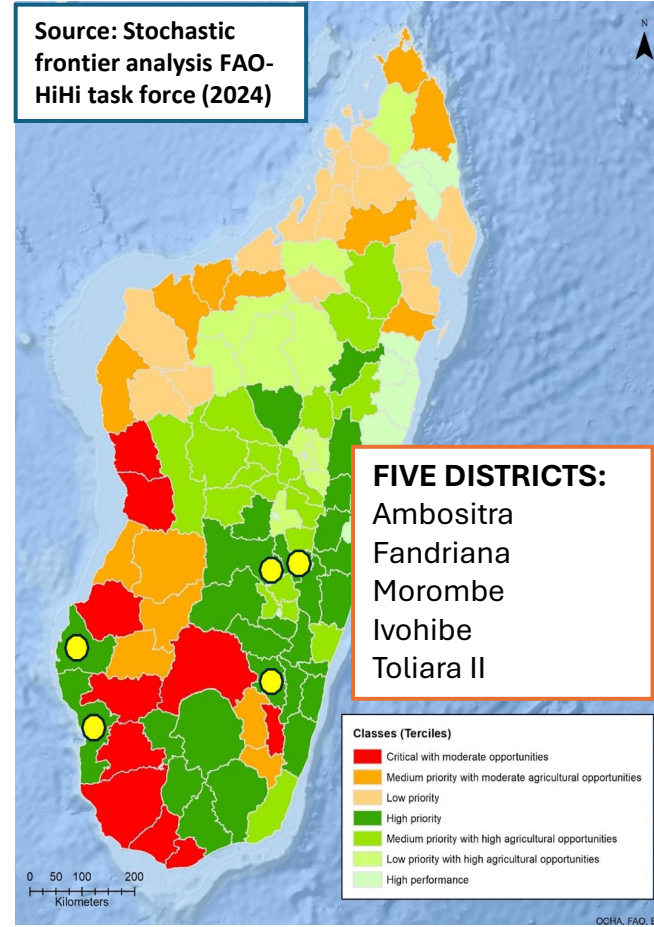 Source: Stochastic
frontier analysis FAO-
HiHi task force (2024)
N
FIVE DISTRICTS:
Ambositra
Fandriana
Morombe
Ivohibe
Toliara II
Classes (Terciles)
Critical with moderate opportunities
Medium priority with moderate agricultural opportunities
Low priority
High priority
Medium priority with high agricultural opportunities
Low priority with high agricultural opportunities
High performance
0 50 100 200
Kilometers
OCHA, FAO, E